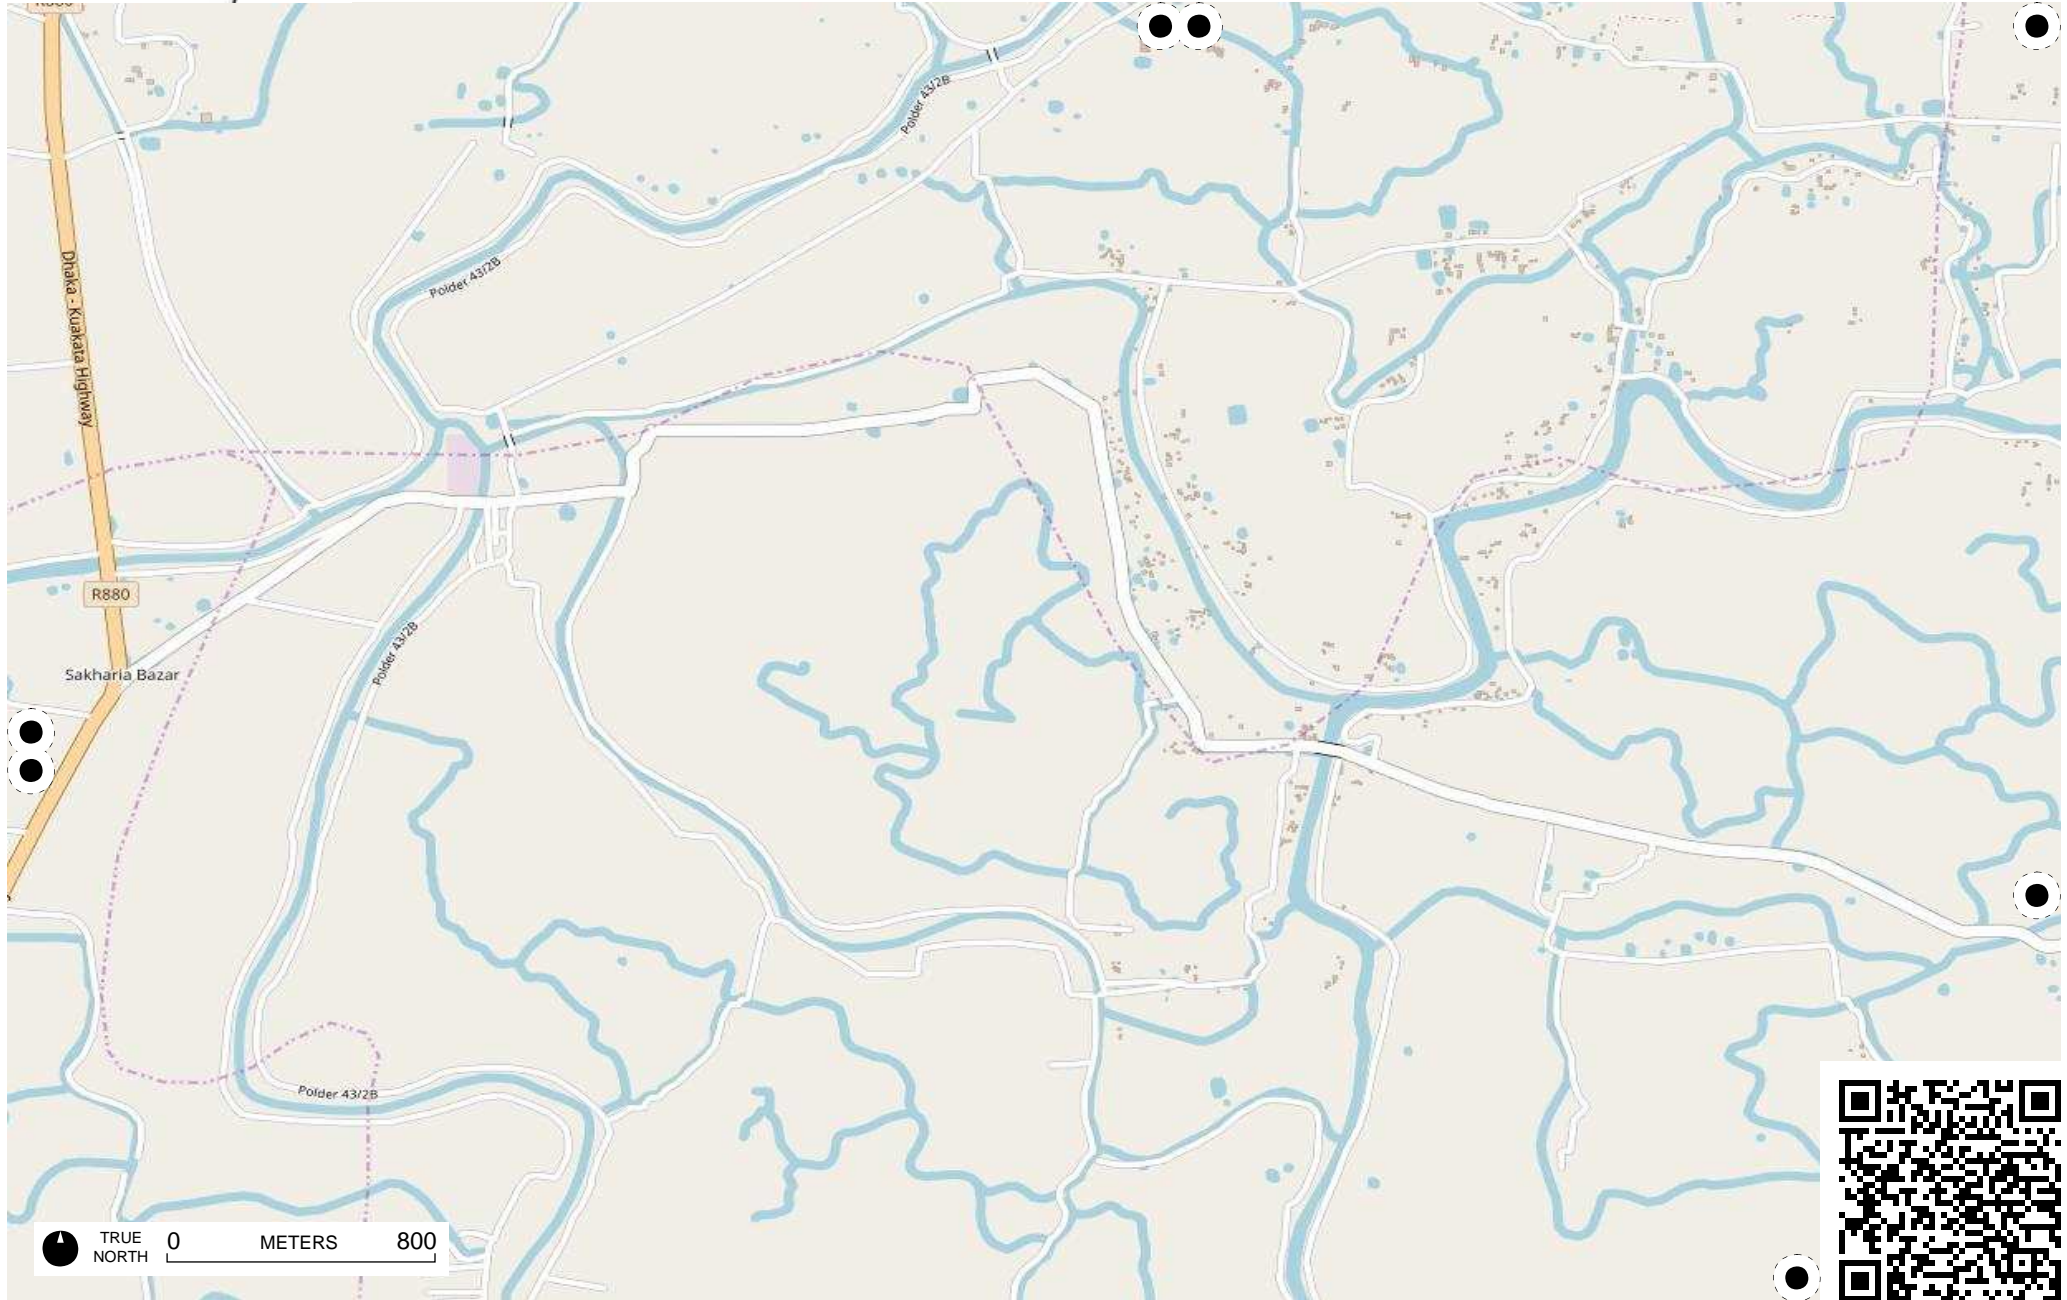 R880
Polder 43/2B
Polder 43/2B
Dhaka - Kuakata Highway
R880
Polder 43/2B
Sakharia Bazar
Polder 43/2B
TRUE NORTH
0 METERS 800